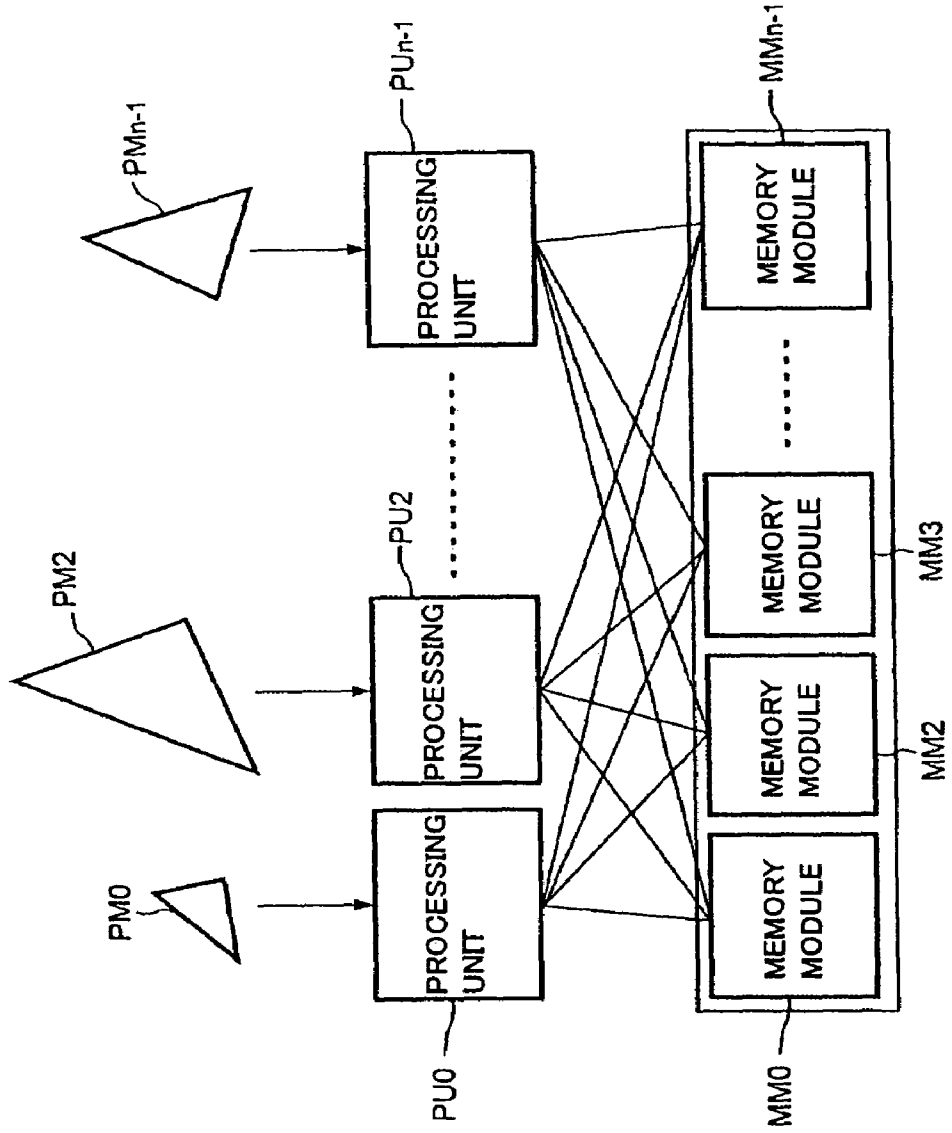 PM0
PM2
PMn-1
PU0
PROCESSING
UNIT
PU2
PROCESSING
UNIT
PUn-1
PROCESSING
UNIT
MM0
MEMORY
MODULE
MEMORY
MODULE
MM2
MEMORY
MODULE
MM3
MEMORY
MODULE
MMn-1